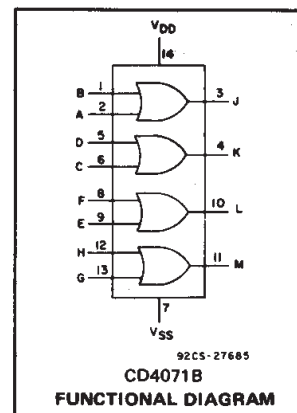 VDD
14
B 1
A 2
3 J
D 5
C 6
4 K
F 8
E 9
10 L
H 12
G 13
11 M
7
VSS
92CS-27685
CD4071B
FUNCTIONAL DIAGRAM